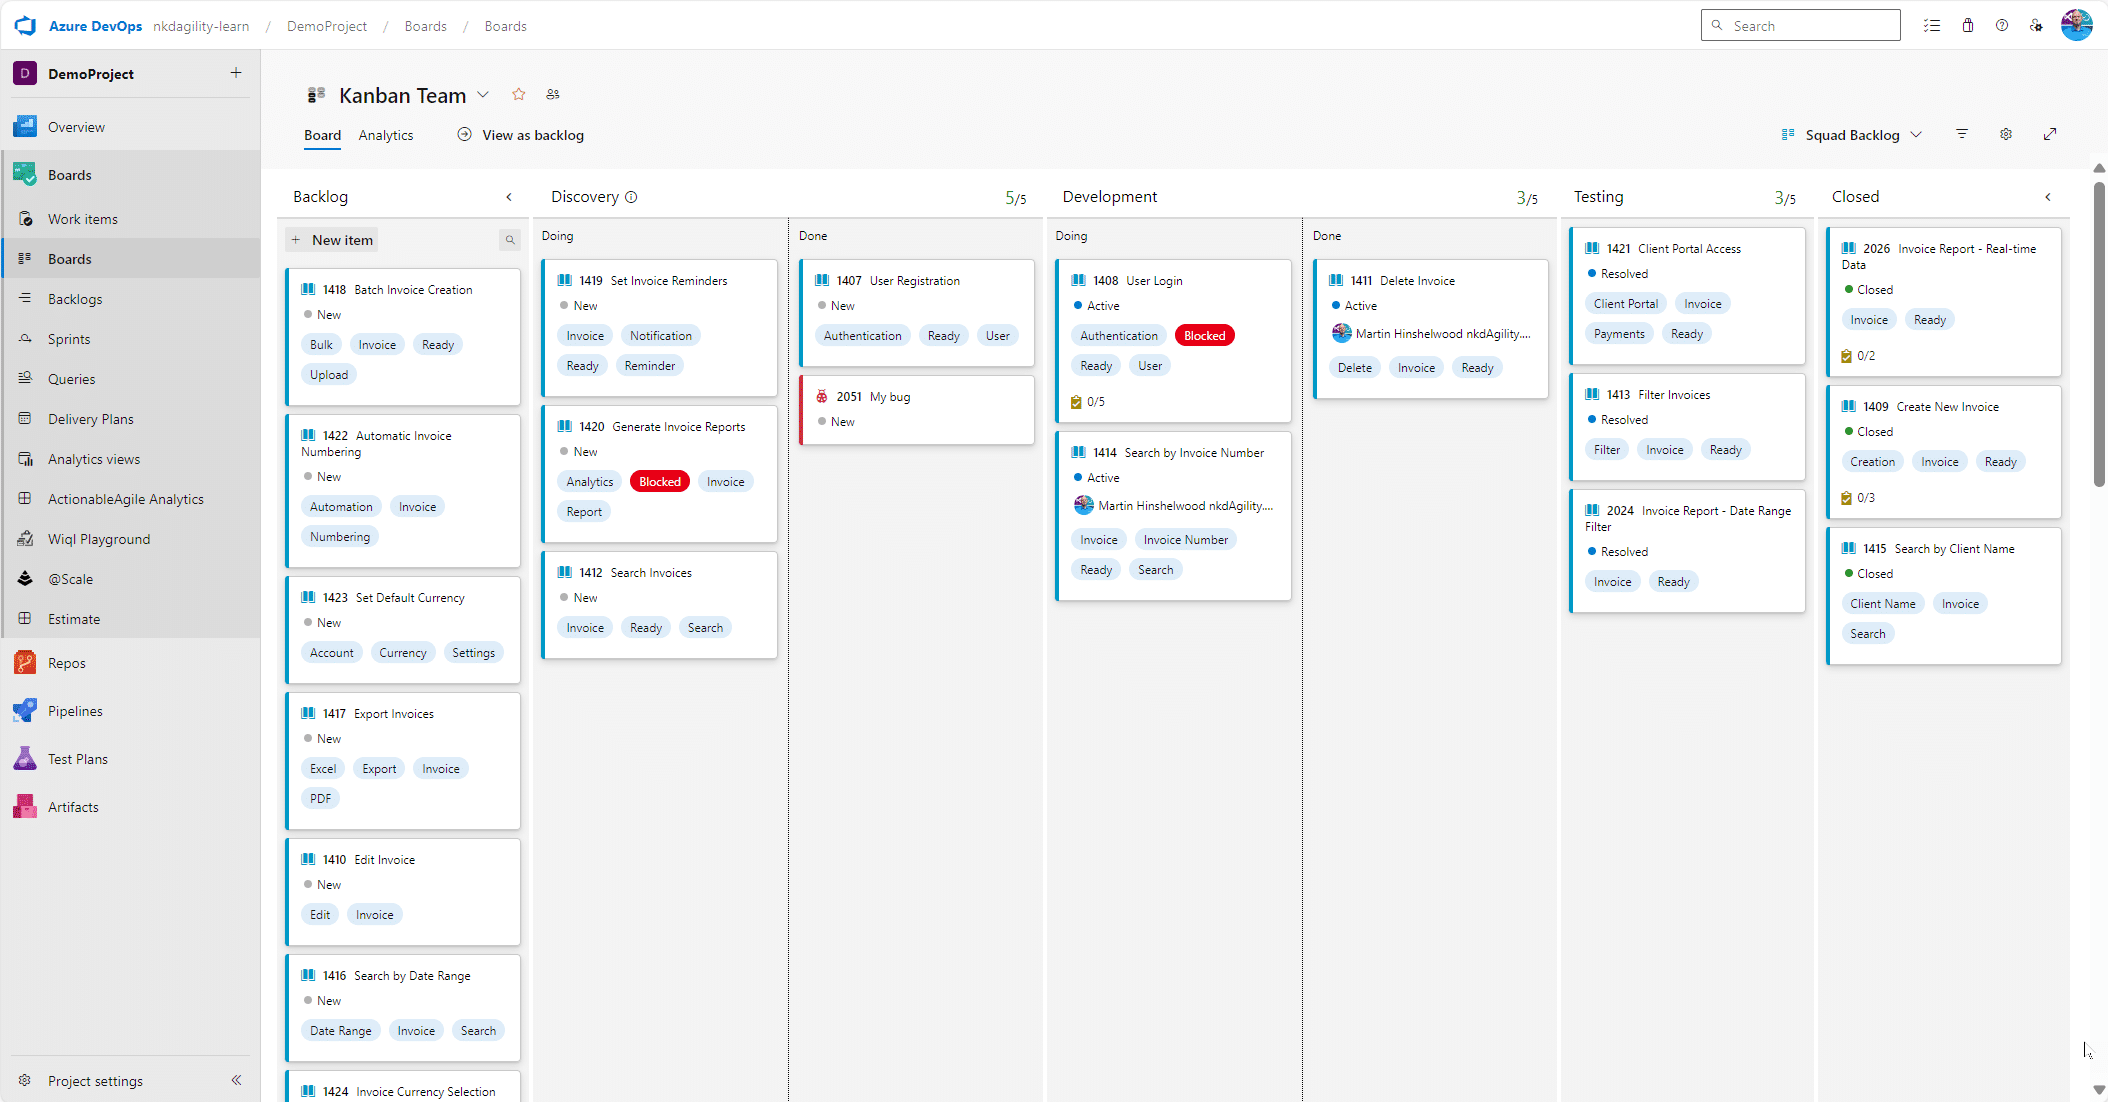 Azure DevOps nkdagility-learn / DemoProject / Boards / Boards
Search
D DemoProject
Overview
Boards
Work items
Boards
Backlogs
Sprints
Queries
Delivery Plans
Analytics views
ActionableAgile Analytics
Wiql Playground
@Scale
Estimate
Repos
Pipelines
Test Plans
Artifacts
Project settings
Kanban Team
Board Analytics View as backlog
Squad Backlog
Backlog
+ New item
1418 Batch Invoice Creation
New
Bulk Invoice Ready
Upload
1422 Automatic Invoice
Numbering
New
Automation Invoice
Numbering
1423 Set Default Currency
New
Account Currency Settings
1417 Export Invoices
New
Excel Export Invoice
PDF
1410 Edit Invoice
New
Edit Invoice
1416 Search by Date Range
New
Date Range Invoice Search
1424 Invoice Currency Selection
Discovery 5/5
Doing
1419 Set Invoice Reminders
New
Invoice Notification
Ready Reminder
1420 Generate Invoice Reports
New
Analytics Blocked Invoice
Report
1412 Search Invoices
New
Invoice Ready Search
Done
1407 User Registration
New
Authentication Ready User
2051 My bug
New
Development 3/5
Doing
1408 User Login
Active
Authentication Blocked
Ready User
0/5
1414 Search by Invoice Number
Active
Martin Hinshelwood nkdAgility....
Invoice Invoice Number
Ready Search
Done
1411 Delete Invoice
Active
Martin Hinshelwood nkdAgility....
Delete Invoice Ready
Testing 3/5
1421 Client Portal Access
Resolved
Client Portal Invoice
Payments Ready
1413 Filter Invoices
Resolved
Filter Invoice Ready
2024 Invoice Report - Date Range
Filter
Resolved
Invoice Ready
Closed
2026 Invoice Report - Real-time
Data
Closed
Invoice Ready
0/2
1409 Create New Invoice
Closed
Creation Invoice Ready
0/3
1415 Search by Client Name
Closed
Client Name Invoice
Search